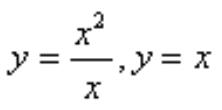 y = x²/x, y = x